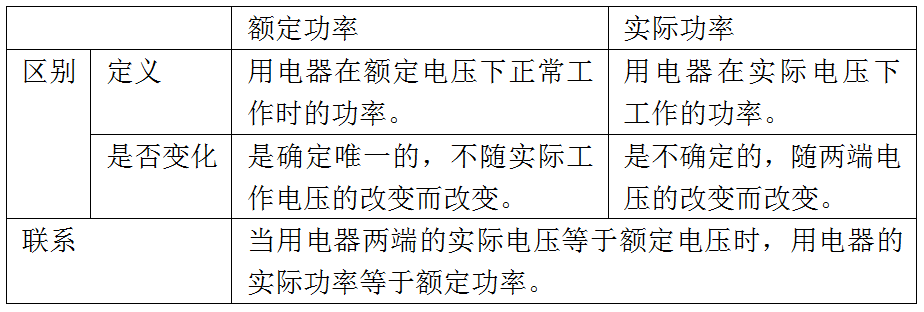 额定功率 实际功率
区别 定义 用电器在额定电压下正常工 用电器在实际电压下
作时的功率。 工作的功率。
是否变化 是确定唯一的，不随实际工 是不确定的，随两端电
作电压的改变而改变。 压的改变而改变。
联系 当用电器两端的实际电压等于额定电压时，用电器的
实际功率等于额定功率。